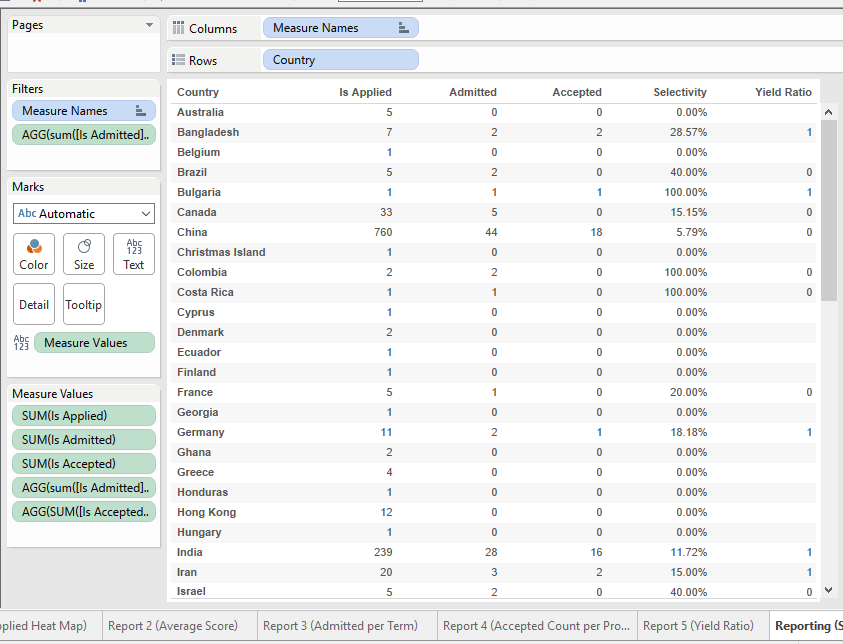 Pages
Columns Measure Names
Rows Country
Filters
Measure Names
AGG(sum([Is Admitted]..
Marks
Abc Automatic
Color Size Abc 123 Text
Detail Tooltip
Abc 123 Measure Values
Measure Values
SUM(Is Applied)
SUM(Is Admitted)
SUM(Is Accepted)
AGG(sum([Is Admitted]..
AGG(SUM([Is Accepted..
Country Is Applied Admitted Accepted Selectivity Yield Ratio
Australia 5 0 0 0.00%
Bangladesh 7 2 2 28.57% 1
Belgium 1 0 0 0.00%
Brazil 5 2 0 40.00% 0
Bulgaria 1 1 1 100.00% 1
Canada 33 5 0 15.15% 0
China 760 44 18 5.79% 0
Christmas Island 1 0 0 0.00%
Colombia 2 2 0 100.00% 0
Costa Rica 1 1 0 100.00% 0
Cyprus 1 0 0 0.00%
Denmark 2 0 0 0.00%
Ecuador 1 0 0 0.00%
Finland 1 0 0 0.00%
France 5 1 0 20.00% 0
Georgia 1 0 0 0.00%
Germany 11 2 1 18.18% 1
Ghana 2 0 0 0.00%
Greece 4 0 0 0.00%
Honduras 1 0 0 0.00%
Hong Kong 12 0 0 0.00%
Hungary 1 0 0 0.00%
India 239 28 16 11.72% 1
Iran 20 3 2 15.00% 1
Israel 5 2 0 40.00% 0
plied Heat Map) Report 2 (Average Score) Report 3 (Admitted per Term) Report 4 (Accepted Count per Pro... Report 5 (Yield Ratio) Reporting (S